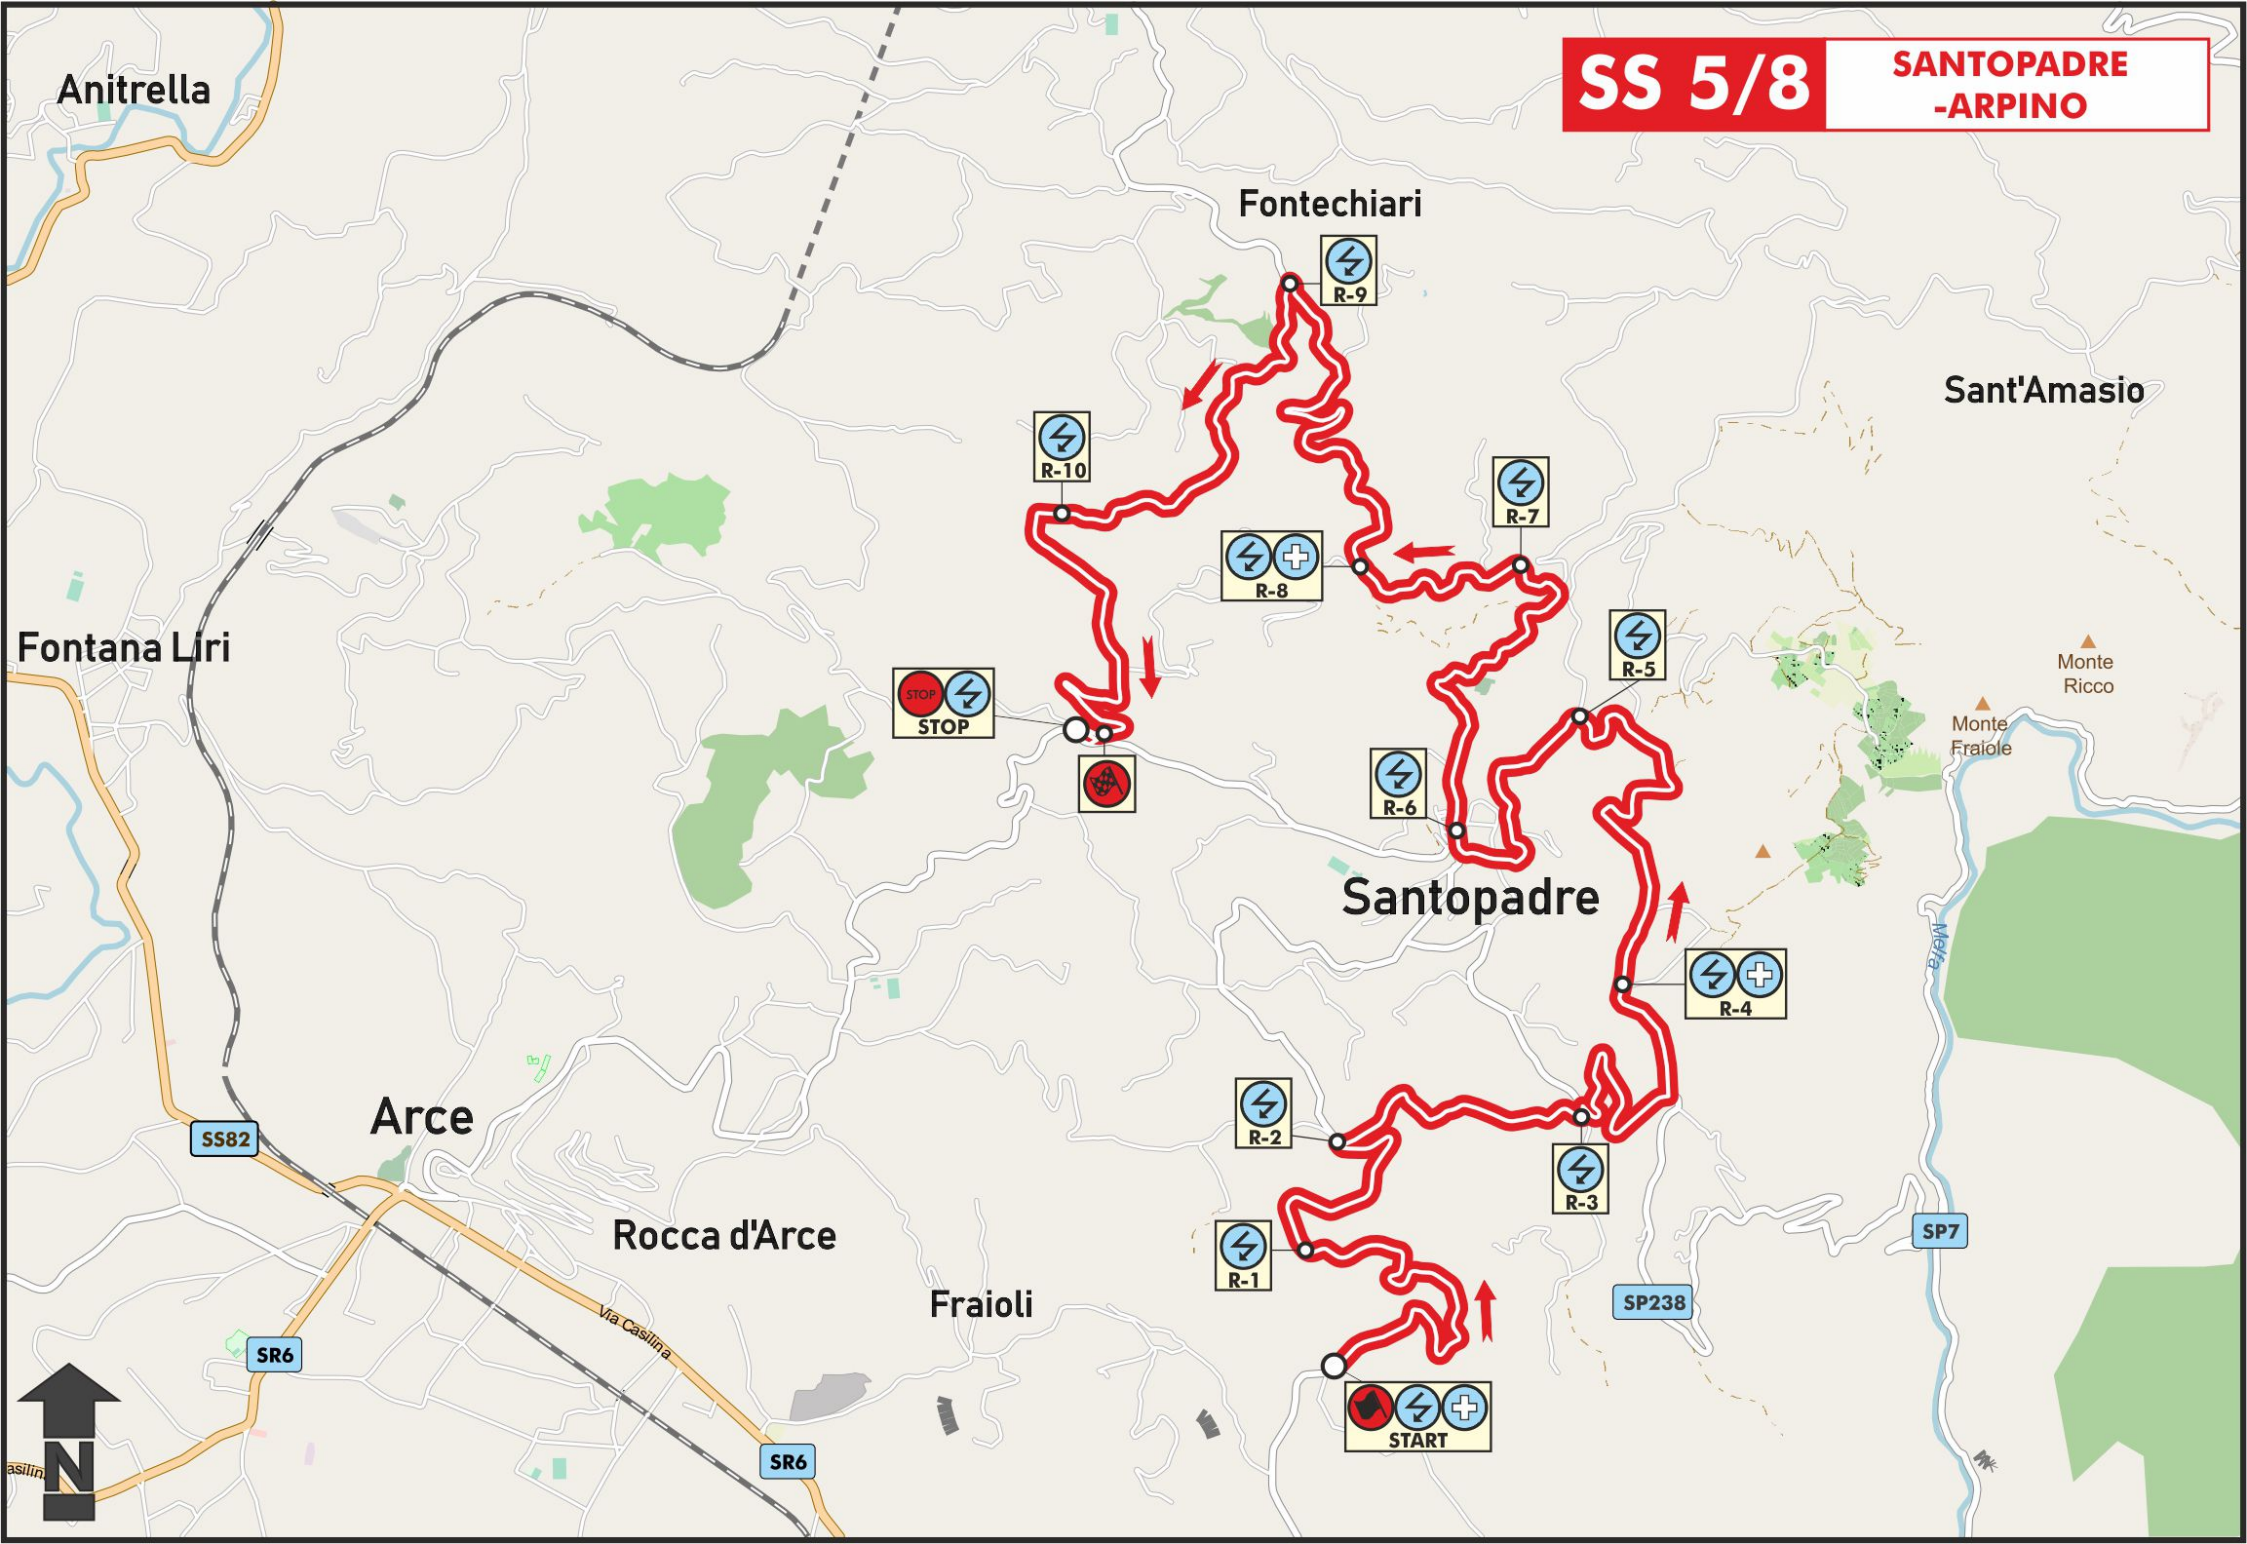 SS 5/8
SANTOPADRE
-ARPINO
Anitrella
Fontechiari
R-9
Sant'Amasio
R-10
R-7
R-8
Fontana Liri
R-5
Monte
Ricco
STOP
STOP
Monte
Fraiole
R-6
Santopadre
Melfa
R-4
R-2
Arce
SS82
R-3
Rocca d'Arce
R-1
SP7
Fraioli
SP238
Via Casilina
SR6
START
N
asilina
SR6